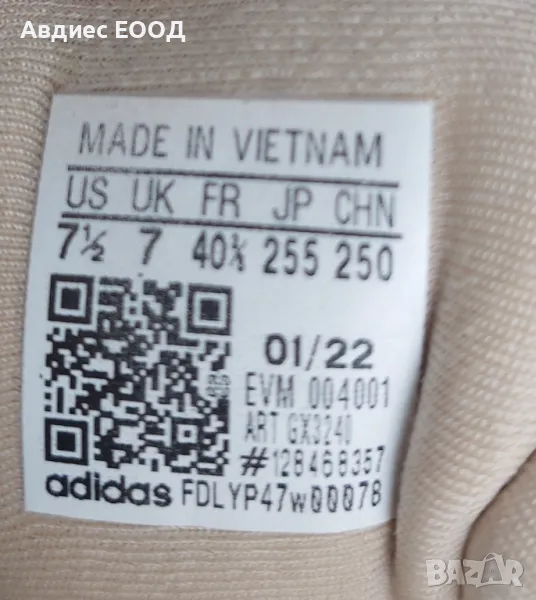 Авдиес ЕООД
MADE IN VIETNAM
US UK FR JP CHN
7½ 7 40⅔ 255 250
01/22
EVM 004001
ART GX3240
#128468357
adidas FDLYP47W00078
BAZAR